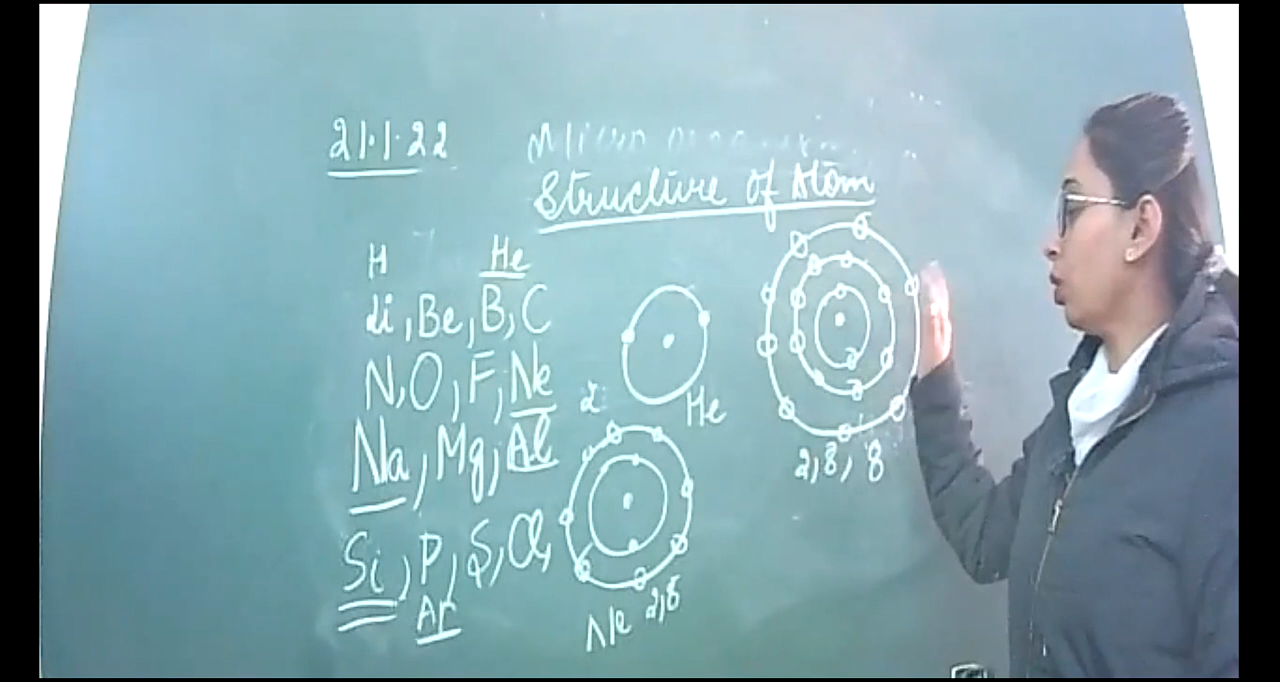 21.1.22
Structure of Atom
H He
Li, Be, B, C
N, O, F, Ne
Na, Mg, Al
Si, P, S, Cl,
Ar
2
He
Ne 2,8
2, 8, 8